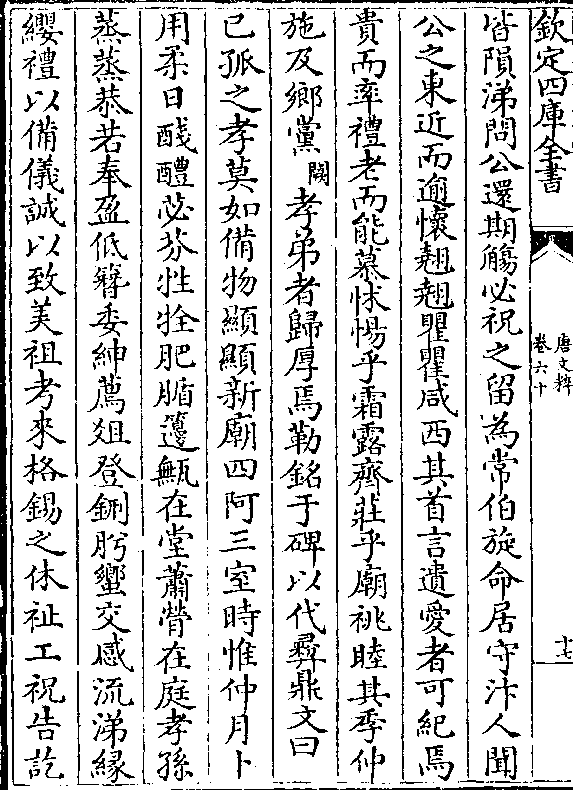 欽定四庫全書
唐文粹
卷六十
十七
皆隕涕問公還期觴必祝之留為常伯旋命居守汴人聞
公之東近而逾懷翹翹瞿瞿咸西其首言遺愛者可紀焉
貴而率禮老而能慕怵惕乎霜露齊莊乎廟祧睦其季仲
施及鄉黨闕孝弟者歸厚焉勒銘于碑以代彛鼎文曰
已孤之孝莫如備物顯顯新廟四阿三室時惟仲月卜
用柔日醆醴苾芬牲牷肥腯籩甒在堂蕭膋在庭孝孫
蒸蒸恭若奉盈低簪委紳薦俎登鉶肹蠁交感流涕緣
纓禮以備儀誠以致美祖考來格錫之休祉工祝告訖